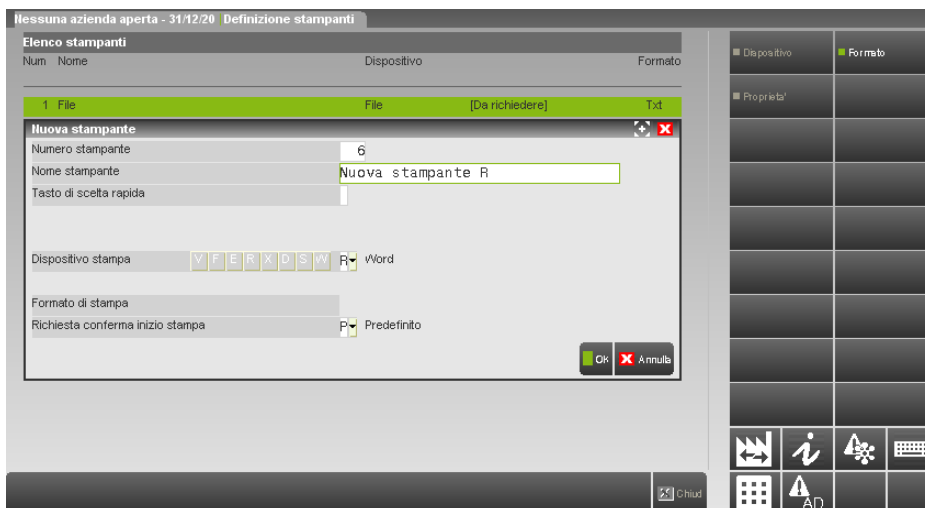 Nessuna azienda aperta - 31/12/20 Definizione stampanti
Elenco stampanti
Num Nome Dispositivo Formato
1 File File [Da richiedere] Txt
Nuova stampante
Numero stampante 6
Nome stampante Nuova stampante R
Tasto di scelta rapida
Dispositivo stampa V F E R X D S W R Word
Formato di stampa
Richiesta conferma inizio stampa P Predefinito
Ok Annulla
Chiud
Dispositivo Formato
Proprieta'
i
AD